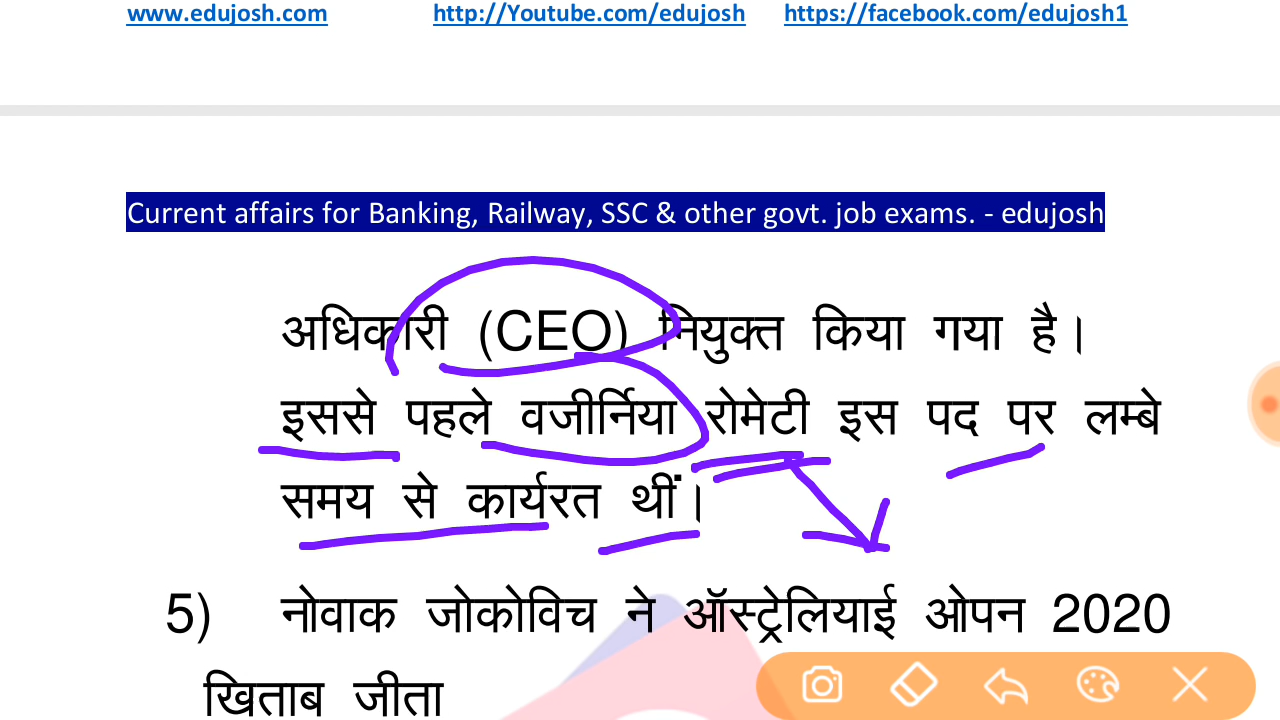 www.edujosh.com http://Youtube.com/edujosh https://facebook.com/edujosh1
Current affairs for Banking, Railway, SSC & other govt. job exams. - edujosh
अधिकारी (CEO) नियुक्त किया गया है।
इससे पहले वर्जीनिया रोमेटी इस पद पर लम्बे
समय से कार्यरत थीं।
5) नोवाक जोकोविच ने ऑस्ट्रेलियाई ओपन 2020
खिताब जीता